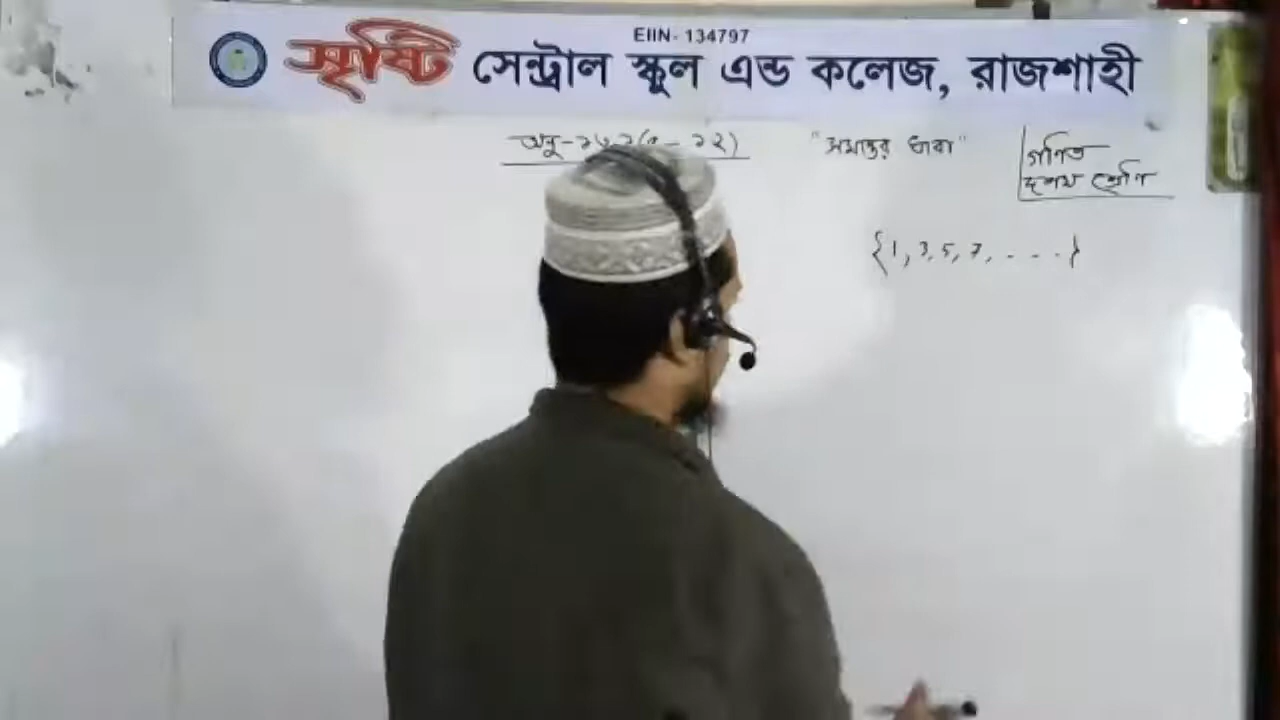 EIIN- 134797
সৃষ্টি সেন্ট্রাল স্কুল এন্ড কলেজ, রাজশাহী
"সমান্তর ধারা"
গণিত
দশম শ্রেণি
{1, 3, 5, 7, . . . .}